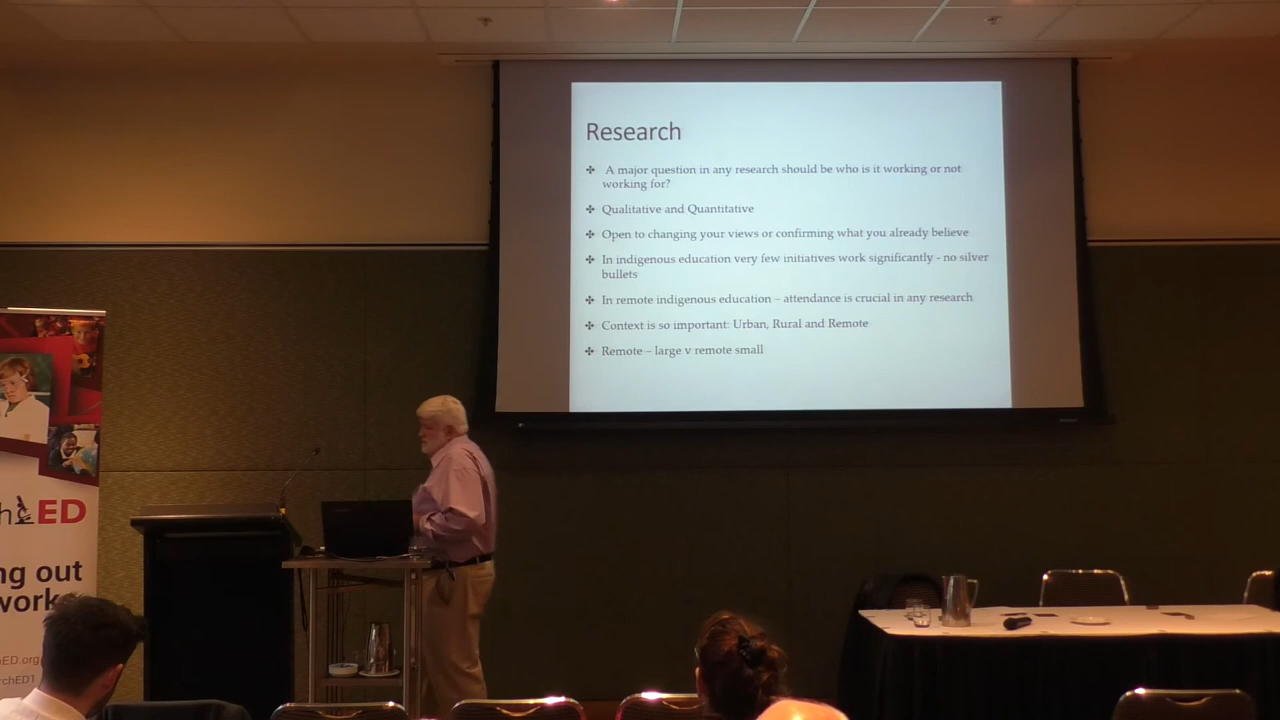 Research
A major question in any research should be who is it working or not
working for?
Qualitative and Quantitative
Open to changing your views or confirming what you already believe
In indigenous education very few initiatives work significantly - no silver
bullets
In remote indigenous education – attendance is crucial in any research
Context is so important: Urban, Rural and Remote
Remote – large v remote small
h ED
ng out
work
ED.org
rchED1